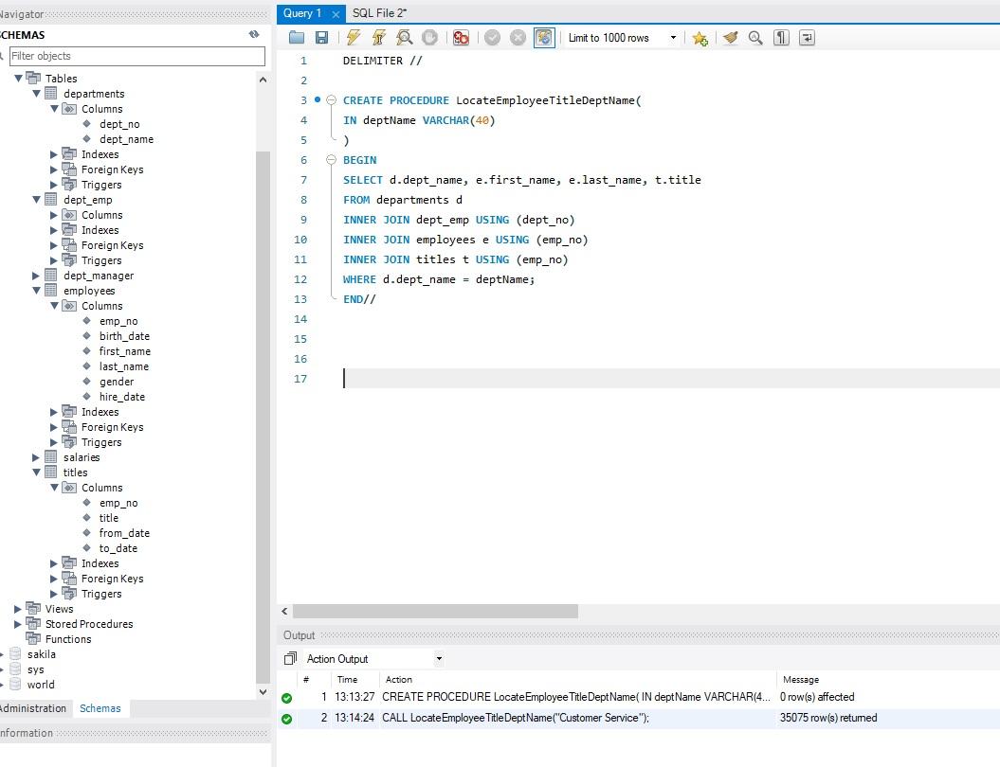 Navigator
SCHEMAS
Filter objects
Tables
departments
Columns
dept_no
dept_name
Indexes
Foreign Keys
Triggers
dept_emp
Columns
Indexes
Foreign Keys
Triggers
dept_manager
employees
Columns
emp_no
birth_date
first_name
last_name
gender
hire_date
Indexes
Foreign Keys
Triggers
salaries
titles
Columns
emp_no
title
from_date
to_date
Indexes
Foreign Keys
Triggers
Views
Stored Procedures
Functions
sakila
sys
world
Administration Schemas
Information
Query 1 SQL File 2*
Limit to 1000 rows
1 DELIMITER //
2
3 CREATE PROCEDURE LocateEmployeeTitleDeptName(
4 IN deptName VARCHAR(40)
5 )
6 BEGIN
7 SELECT d.dept_name, e.first_name, e.last_name, t.title
8 FROM departments d
9 INNER JOIN dept_emp USING (dept_no)
10 INNER JOIN employees e USING (emp_no)
11 INNER JOIN titles t USING (emp_no)
12 WHERE d.dept_name = deptName;
13 END//
14
15
16
17
Output
Action Output
# Time Action Message
1 13:13:27 CREATE PROCEDURE LocateEmployeeTitleDeptName( IN deptName VARCHAR(4... 0 row(s) affected
2 13:14:24 CALL LocateEmployeeTitleDeptName("Customer Service"); 35075 row(s) returned